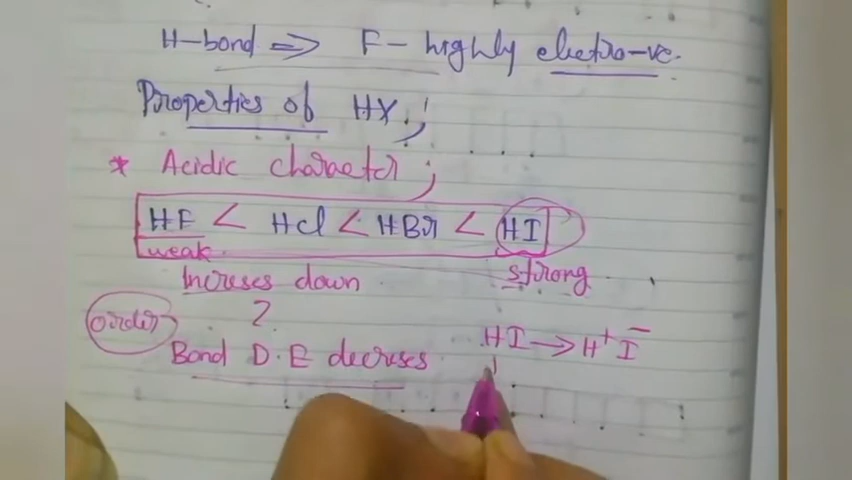 H-bond ⇒ F - highly electro-ve.
Properties of HX;
* Acidic character;
HF < HCl < HBr < HI
weak
strong
Increses down
order ?
HI → H⁺ I⁻
Bond D.E decreses